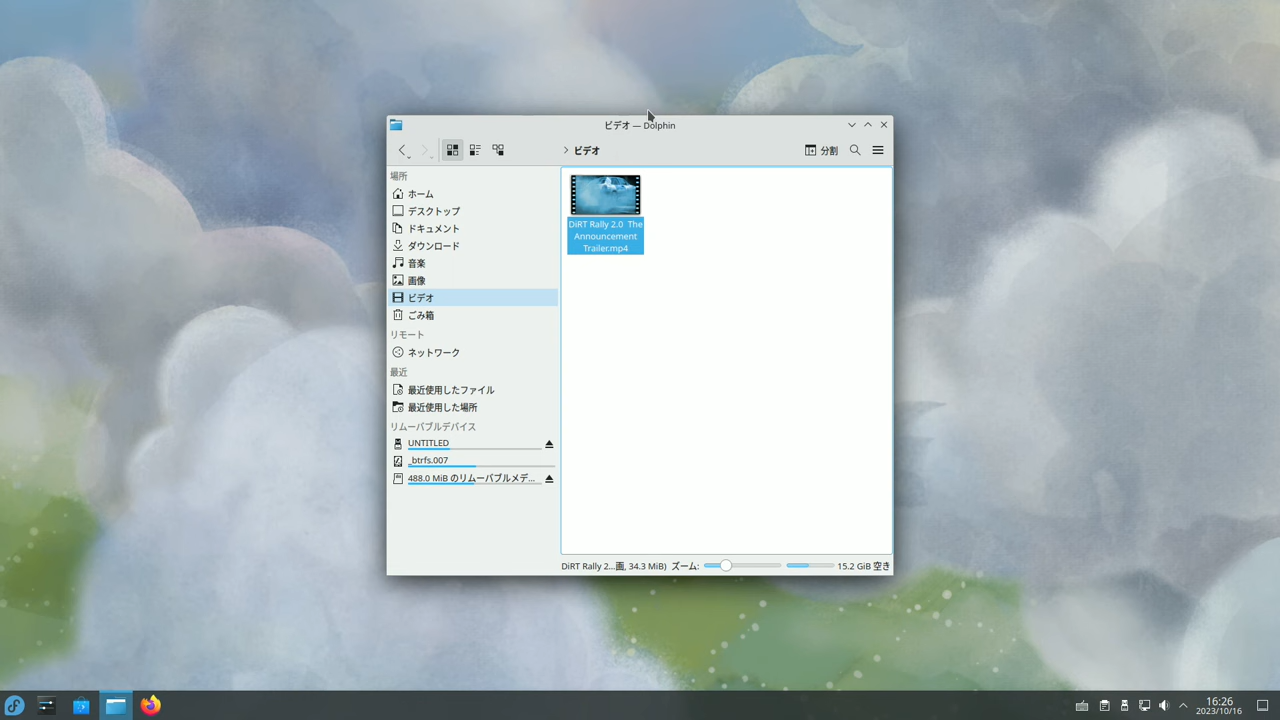 ビデオ — Dolphin
ビデオ
分割
場所
ホーム
デスクトップ
ドキュメント
ダウンロード
音楽
画像
ビデオ
ごみ箱
リモート
ネットワーク
最近
最近使用したファイル
最近使用した場所
リムーバブルデバイス
UNTITLED
_btrfs.007
488.0 MiB のリムーバブルメデ...
DiRT Rally 2.0 The
Announcement
Trailer.mp4
DiRT Rally 2...画, 34.3 MiB)
ズーム:
15.2 GiB 空き
16:26
2023/10/16